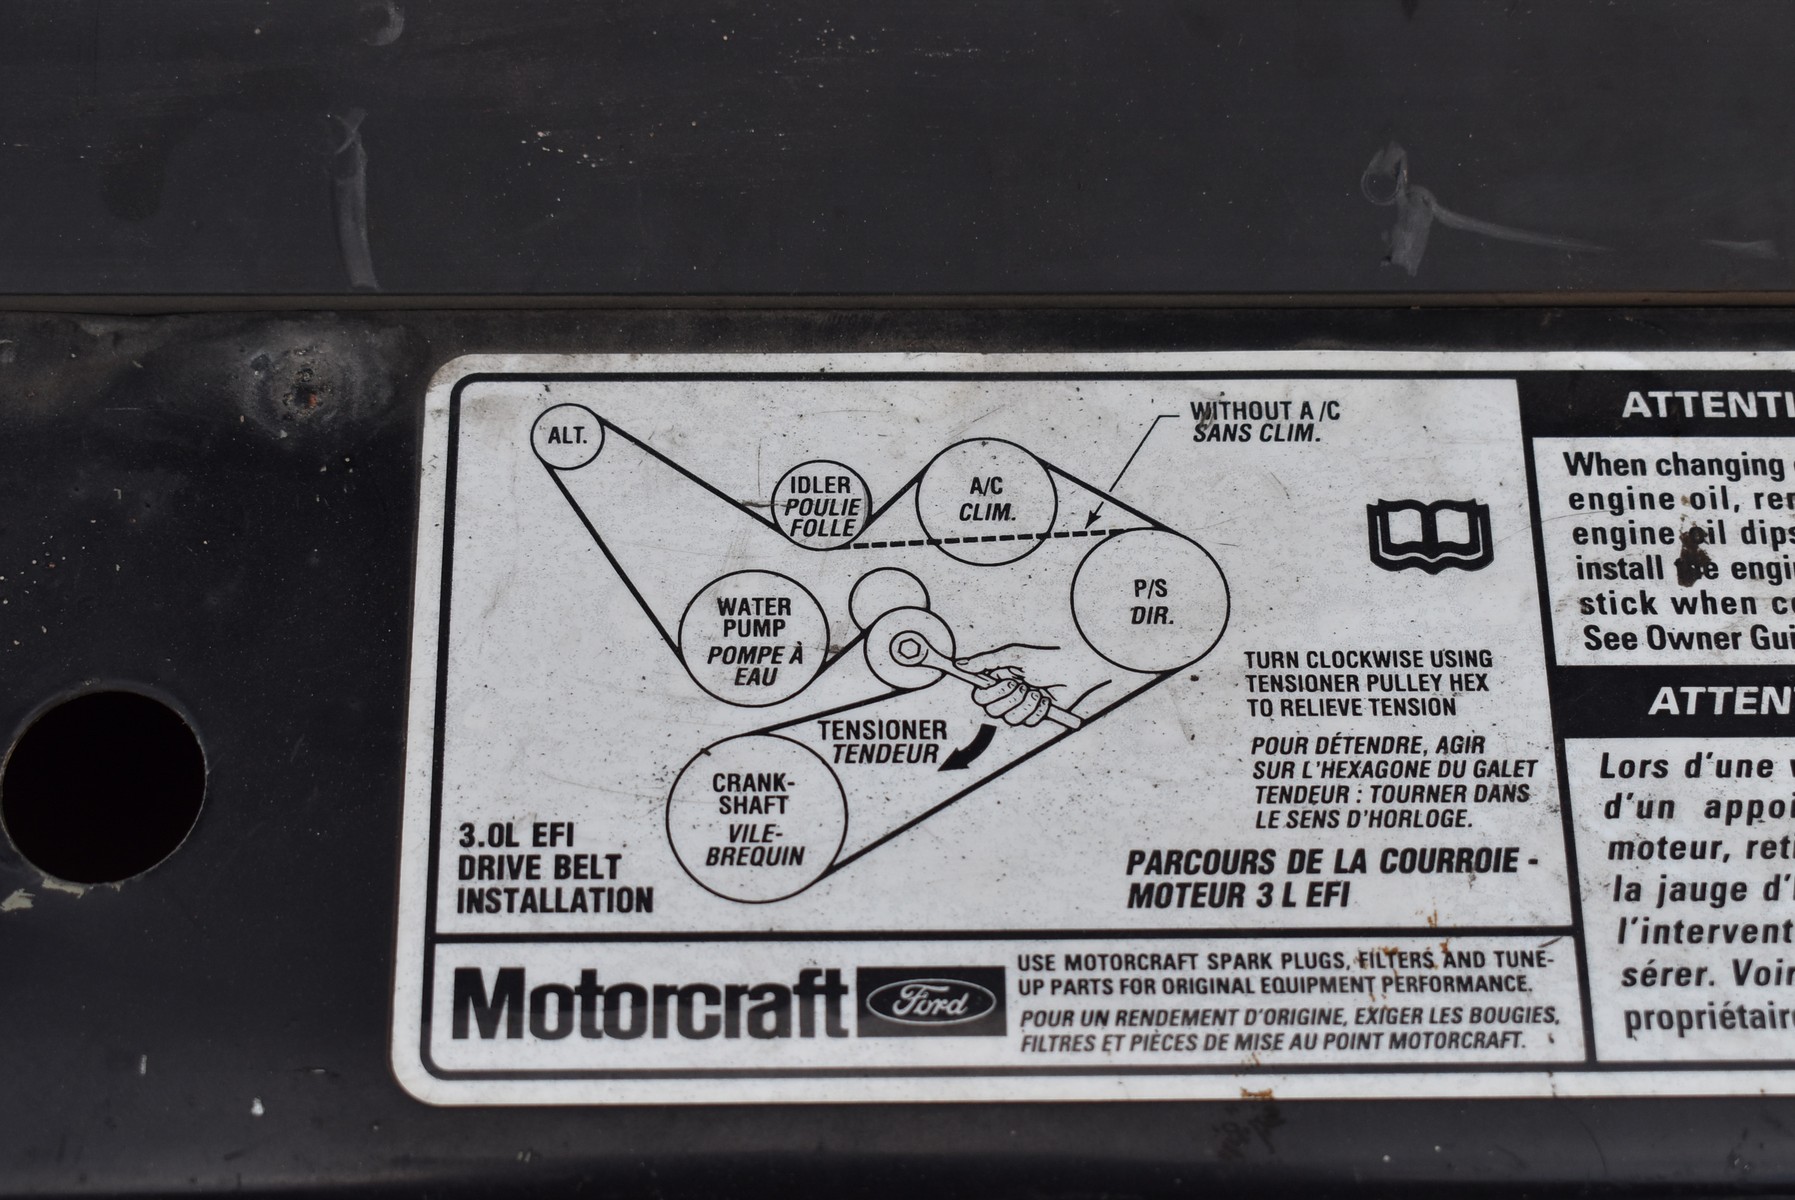 ALT.
IDLER
POULIE
FOLLE
A/C
CLIM.
WITHOUT A/C
SANS CLIM.
WATER
PUMP
POMPE À
EAU
P/S
DIR.
TENSIONER
TENDEUR
CRANK-
SHAFT
VILE-
BREQUIN
TURN CLOCKWISE USING
TENSIONER PULLEY HEX
TO RELIEVE TENSION
POUR DÉTENDRE, AGIR
SUR L'HEXAGONE DU GALET
TENDEUR : TOURNER DANS
LE SENS D'HORLOGE.
3.0L EFI
DRIVE BELT
INSTALLATION
PARCOURS DE LA COURROIE -
MOTEUR 3 L EFI
Motorcraft Ford
USE MOTORCRAFT SPARK PLUGS, FILTERS AND TUNE-
UP PARTS FOR ORIGINAL EQUIPMENT PERFORMANCE.
POUR UN RENDEMENT D'ORIGINE, EXIGER LES BOUGIES,
FILTRES ET PIÈCES DE MISE AU POINT MOTORCRAFT.
When changing
engine oil,
engine oil
install the
stick when
See Owner
Lors d'une
d'un
moteur,
la jauge
sérer. Voir